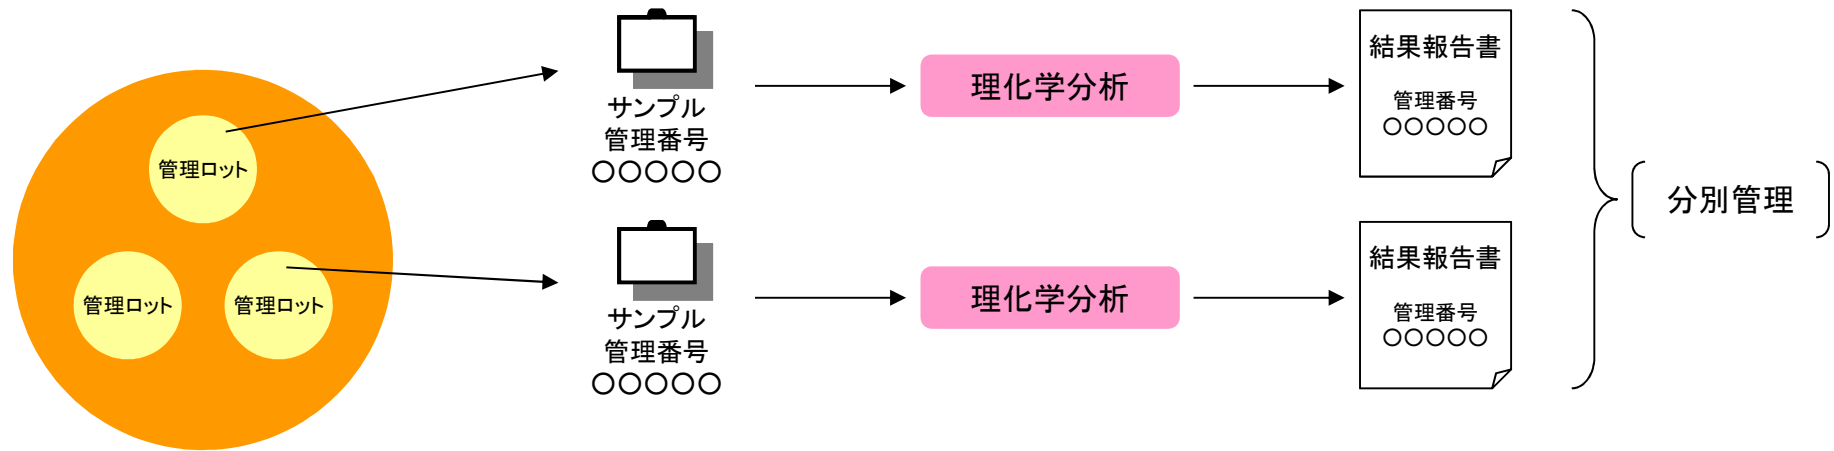 管理ロット
管理ロット
管理ロット
サンプル
管理番号
○○○○○
理化学分析
結果報告書
管理番号
○○○○○
サンプル
管理番号
○○○○○
理化学分析
結果報告書
管理番号
○○○○○
分別管理